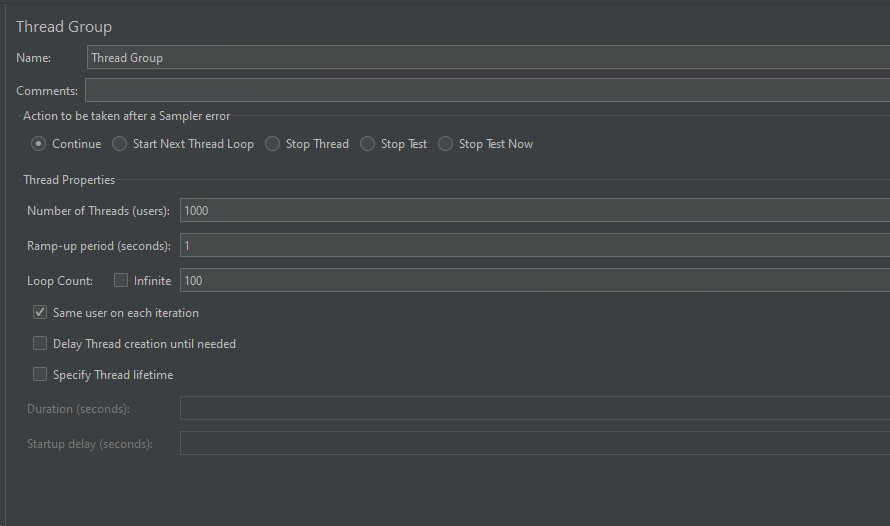 Thread Group
Name: Thread Group
Comments:
Action to be taken after a Sampler error
Continue Start Next Thread Loop Stop Thread Stop Test Stop Test Now
Thread Properties
Number of Threads (users): 1000
Ramp-up period (seconds): 1
Loop Count: Infinite 100
Same user on each iteration
Delay Thread creation until needed
Specify Thread lifetime
Duration (seconds):
Startup delay (seconds):